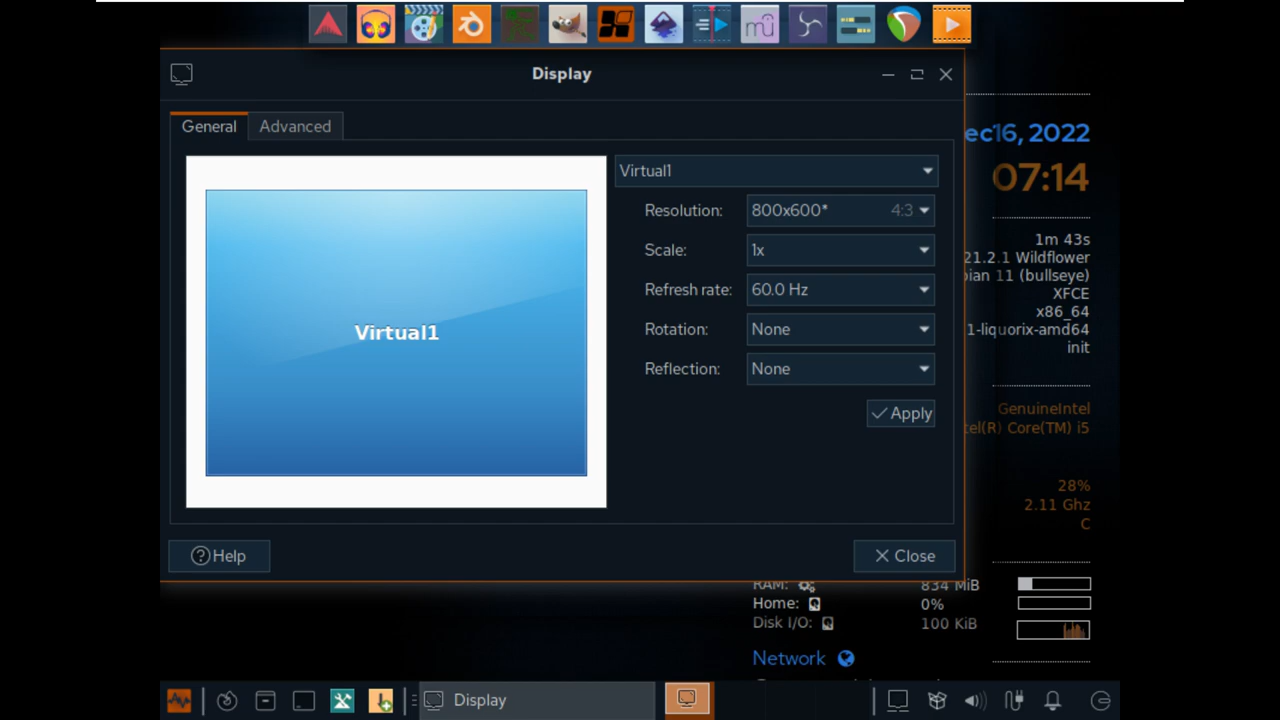 Display
General
Advanced
Virtual1
Virtual1
Resolution:
800x600* 4:3
Scale:
1x
Refresh rate:
60.0 Hz
Rotation:
None
Reflection:
None
Apply
Help
Close
ec16, 2022
07:14
1m 43s
21.2.1 Wildflower
ian 11 (bullseye)
XFCE
x86_64
1-liquorix-amd64
init
GenuineIntel
tel(R) Core(TM) i5
28%
2.11 Ghz
C
RAM: 834 MiB
Home: 0%
Disk I/O: 100 KiB
Network
Display